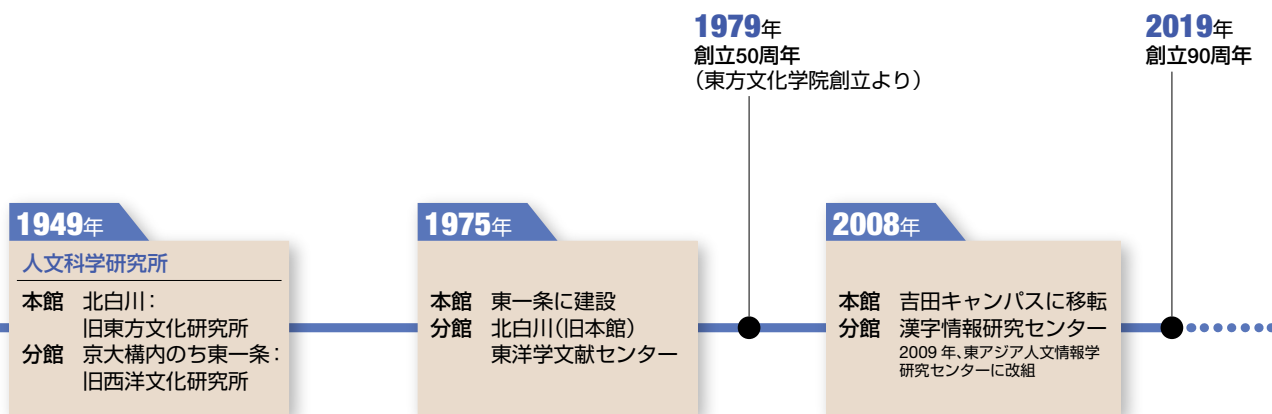 1979年
創立50周年
（東方文化学院創立より）
2019年
創立90周年
1949年
人文科学研究所
本館 北白川：
旧東方文化研究所
分館 京大構内のち東一条：
旧西洋文化研究所
1975年
本館 東一条に建設
分館 北白川（旧本館）
東洋学文献センター
2008年
本館 吉田キャンパスに移転
分館 漢字情報研究センター
2009 年、東アジア人文情報学
研究センターに改組